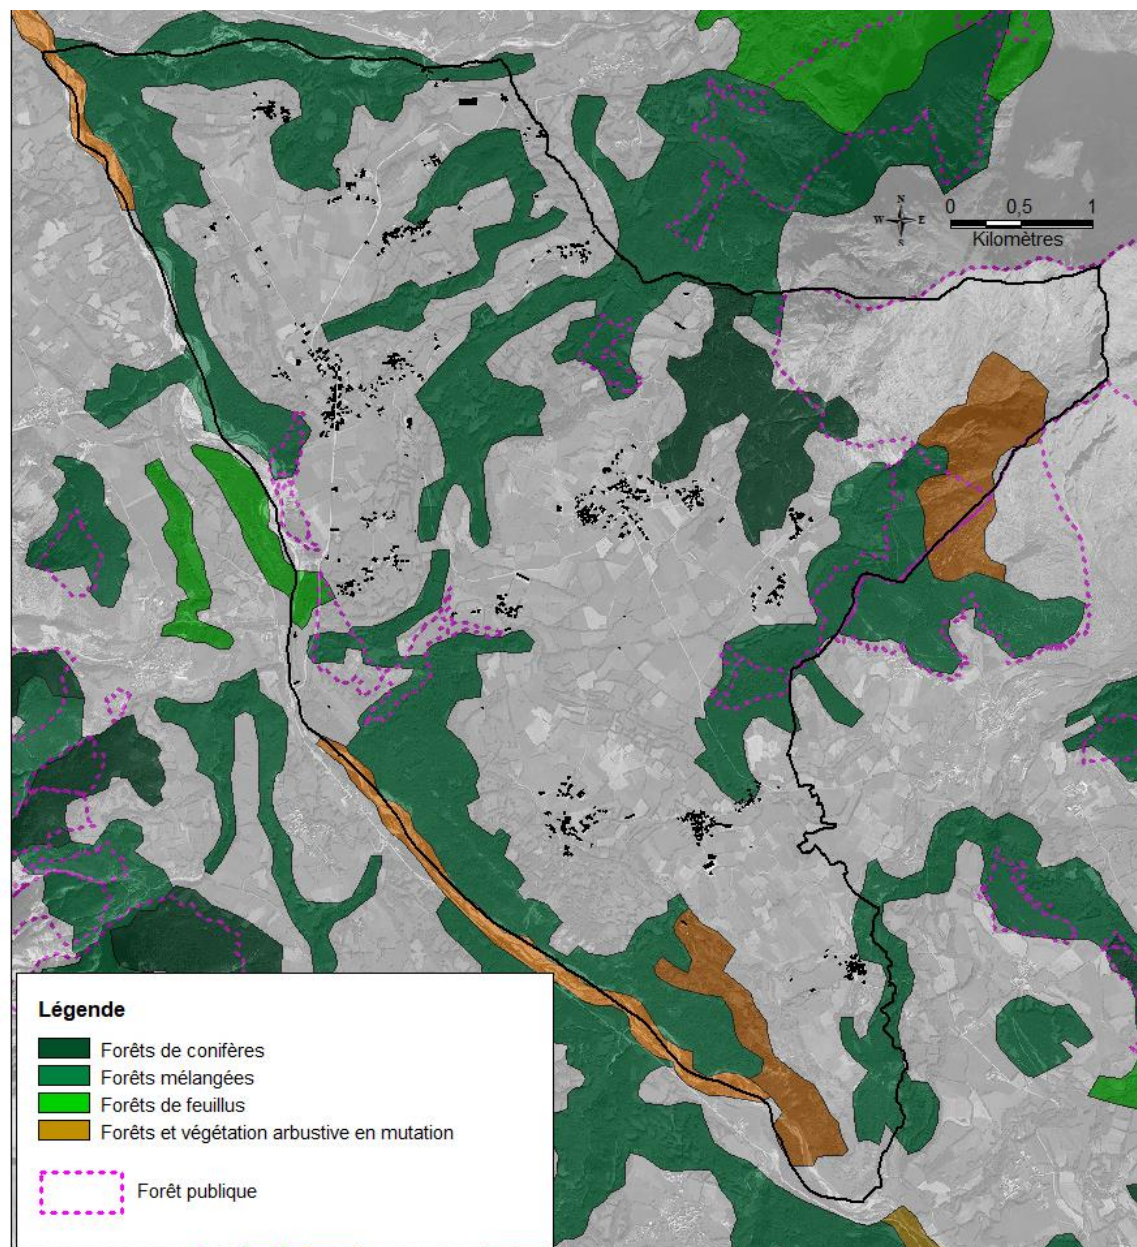 N
W E
S
0 0,5 1
Kilomètres
Légende
Forêts de conifères
Forêts mélangées
Forêts de feuillus
Forêts et végétation arbustive en mutation
Forêt publique